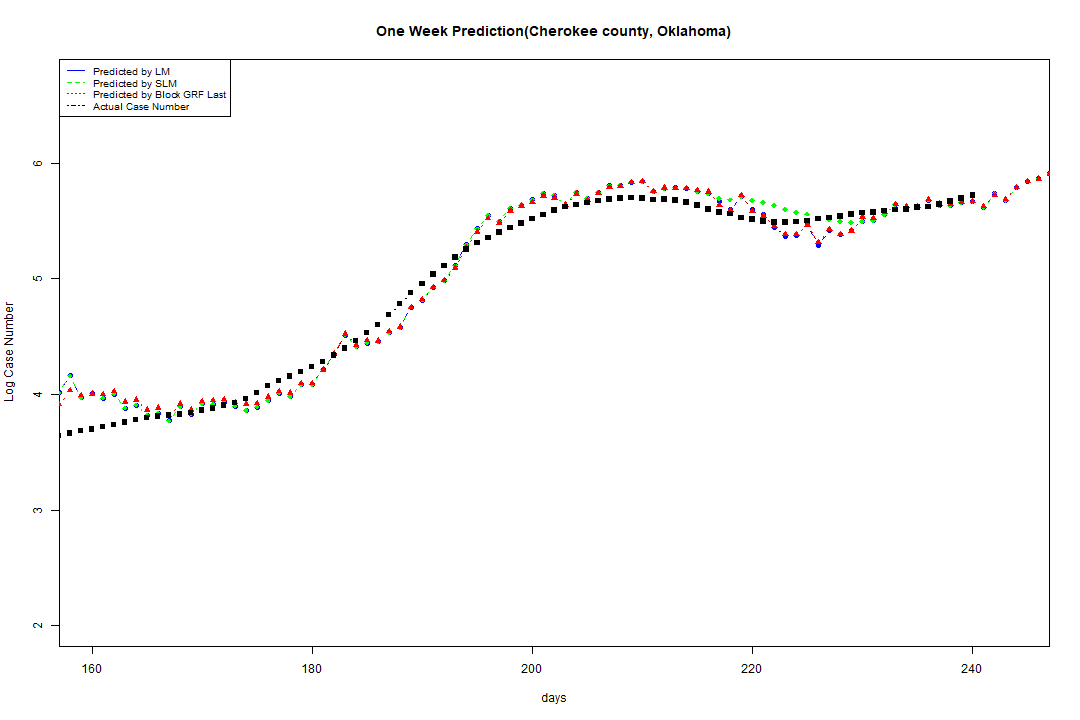 One Week Prediction(Cherokee county, Oklahoma)
Predicted by LM
Predicted by SLM
Predicted by Block GRF Last
Actual Case Number
6
5
4
3
2
Log Case Number
160 180 200 220 240
days